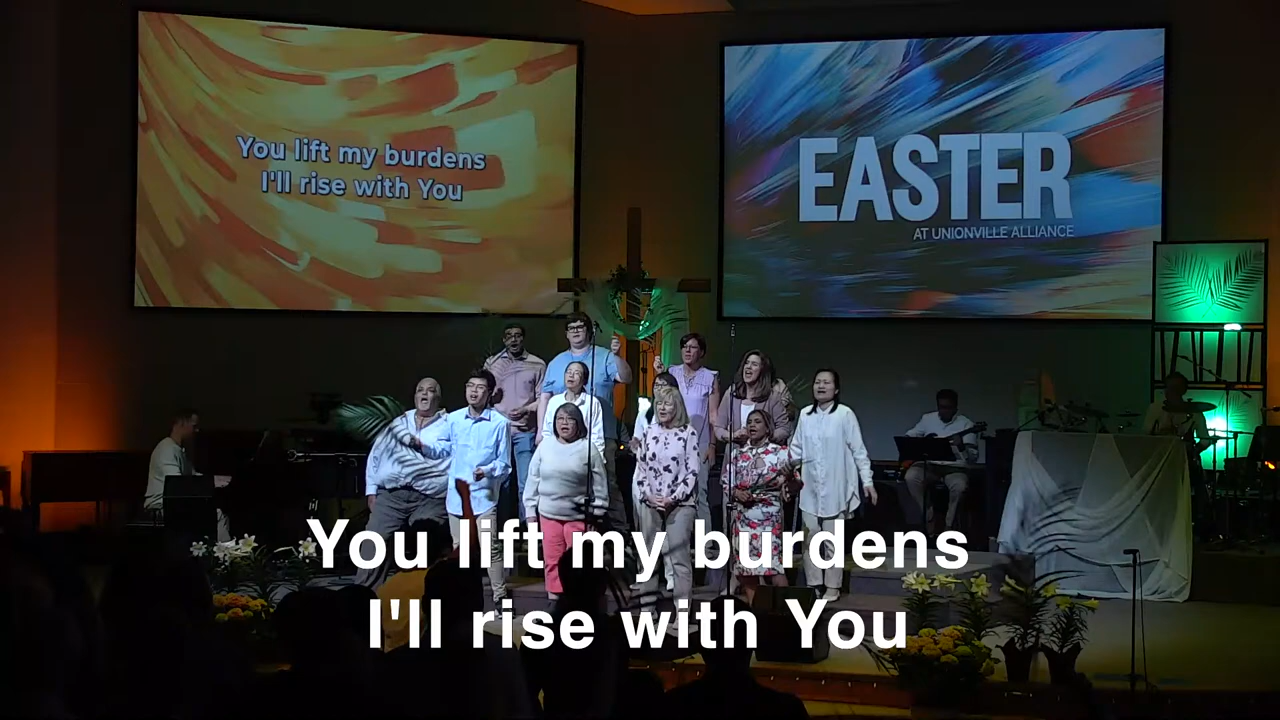 You lift my burdens
I'll rise with You
EASTER
AT UNIONVILLE ALLIANCE
You lift my burdens
I'll rise with You